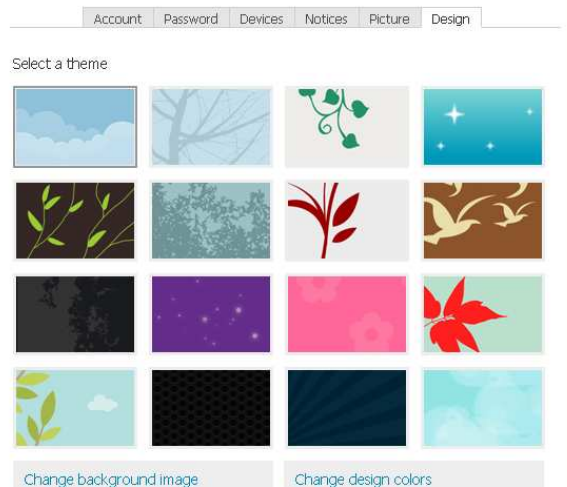 Account Password Devices Notices Picture Design
Select a theme
Change background image Change design colors